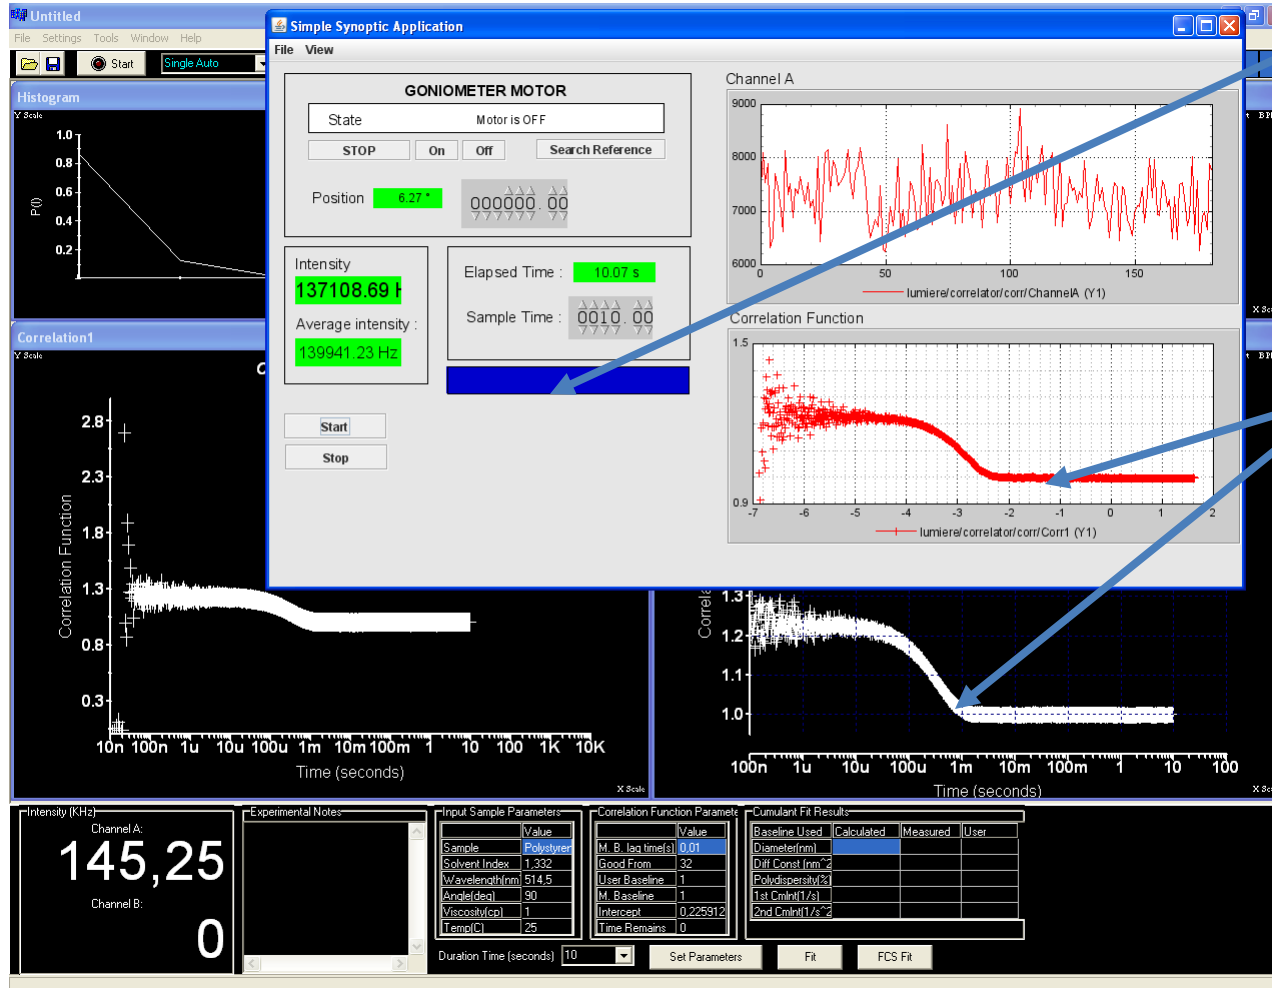 Untitled
File Settings Tools Window Help
Start Single Auto
Histogram
Y Scale
1.0
0.8
0.6
0.4
0.2
P(I)
Simple Synoptic Application
File View
GONIOMETER MOTOR
State Motor is OFF
STOP On Off Search Reference
Position 6.27 ° 000000.00
Intensity
137108.69 H
Average intensity :
139941.23 Hz
Elapsed Time : 10.07 s
Sample Time : 0010.00
Start
Stop
Channel A
9000
8000
7000
6000
0 50 100 150
lumiere/correlator/corr/ChannelA (Y1)
Correlation Function
1.5
0.9
-7 -6 -5 -4 -3 -2 -1 0 1 2
lumiere/correlator/corr/Corr1 (Y1)
X Scale
Correlation1
Y Scale
C
2.8
2.3
1.8
1.3
0.8
0.3
Correlation Function
10n 100n 1u 10u 100u 1m 10m 100m 1 10 100 1K 10K
Time (seconds)
X Scale
Correla
1.3
1.2
1.1
1.0
100n 1u 10u 100u 1m 10m 100m 1 10 100
Time (seconds)
X Scale
Intensity (KHz)
Channel A:
145,25
Channel B:
0
Experimental Notes
Input Sample Parameters
Value
Sample Polystyren
Solvent Index 1,332
Wavelength(nm 514,5
Angle(deg) 90
Viscosity(cp) 1
Temp(C) 25
Correlation Function Paramete
Value
M. B. lag time(s) 0,01
Good From 32
User Baseline 1
M. Baseline 1
Intercept 0,225912
Time Remains 0
Cumulant Fit Results
Baseline Used Calculated Measured User
Diameter(nm)
Diff Const (nm^2
Polydispersity(%)
1st Cmlnt(1/s)
2nd Cmlnt(1/s^2
Duration Time (seconds) 10 Set Parameters Fit FCS Fit